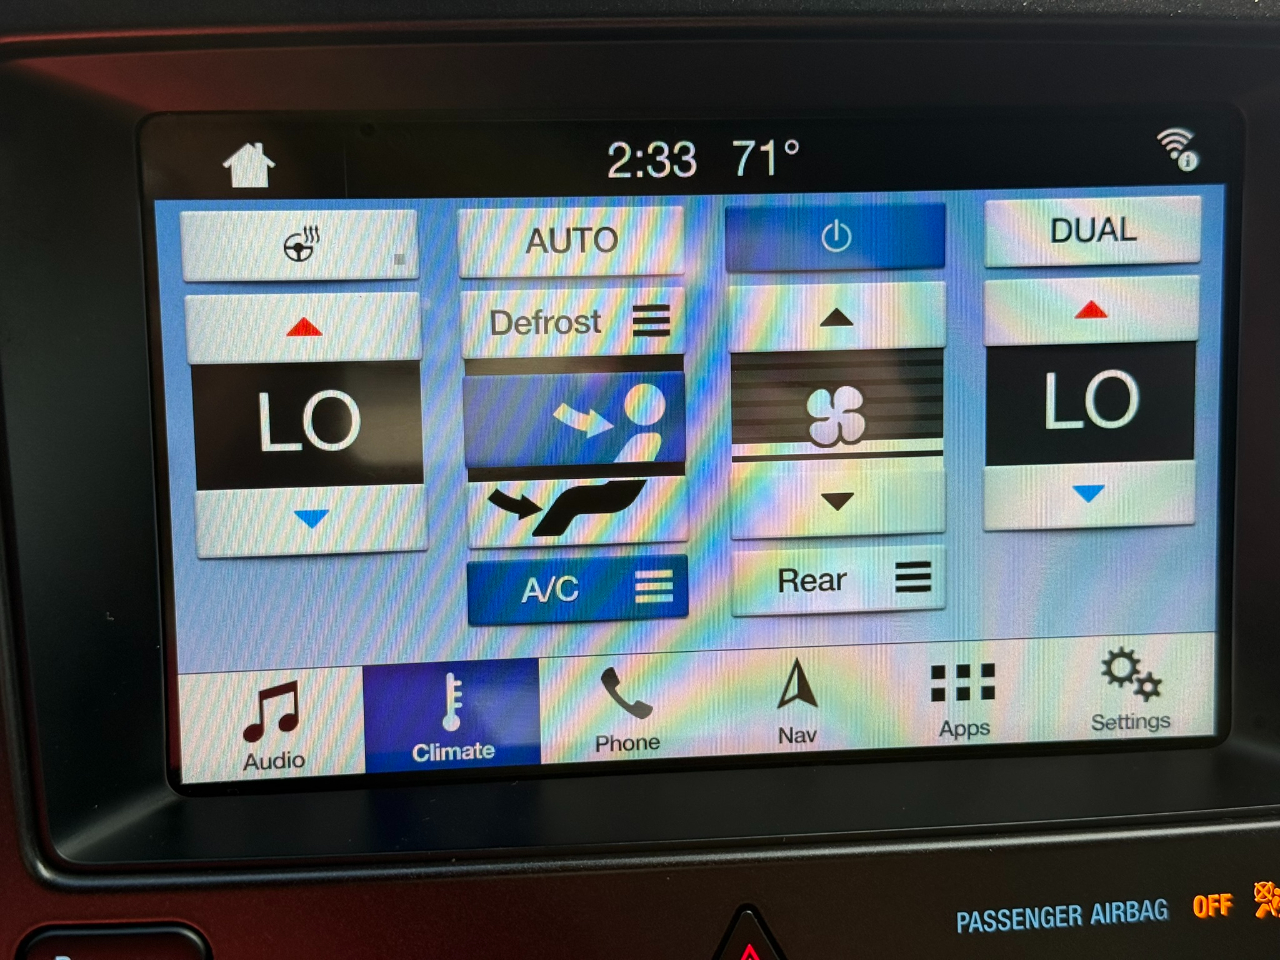 2:33 71°
AUTO
DUAL
Defrost
LO
LO
A/C
Rear
Audio
Climate
Phone
Nav
Apps
Settings
PASSENGER AIRBAG OFF